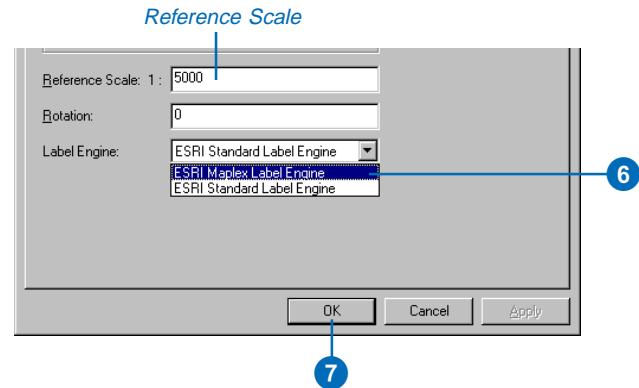 Reference Scale
Reference Scale: 1 : 5000
Rotation: 0
Label Engine: ESRI Standard Label Engine
ESRI Maplex Label Engine
ESRI Standard Label Engine
6
OK Cancel Apply
7